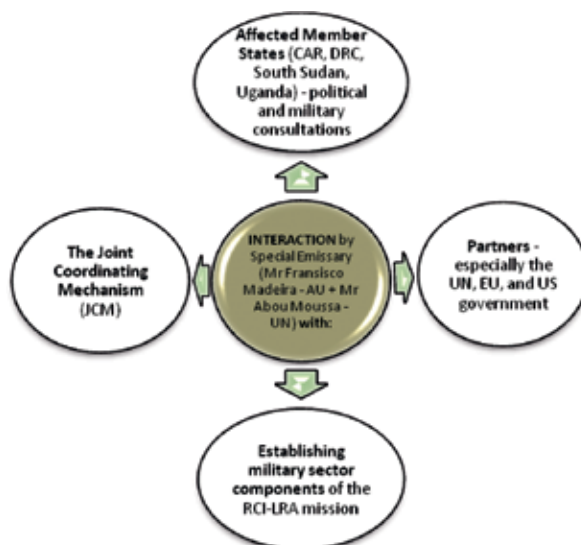 Affected Member
States (CAR, DRC,
South Sudan,
Uganda) - political
and military
consultations
The Joint
Coordinating
Mechanism
(JCM)
INTERACTION by
Special Emissary
(Mr Fransisco
Madeira - AU + Mr
Abou Moussa -
UN) with:
Partners -
especially the
UN, EU, and US
government
Establishing
military sector
components of the
RCI-LRA mission